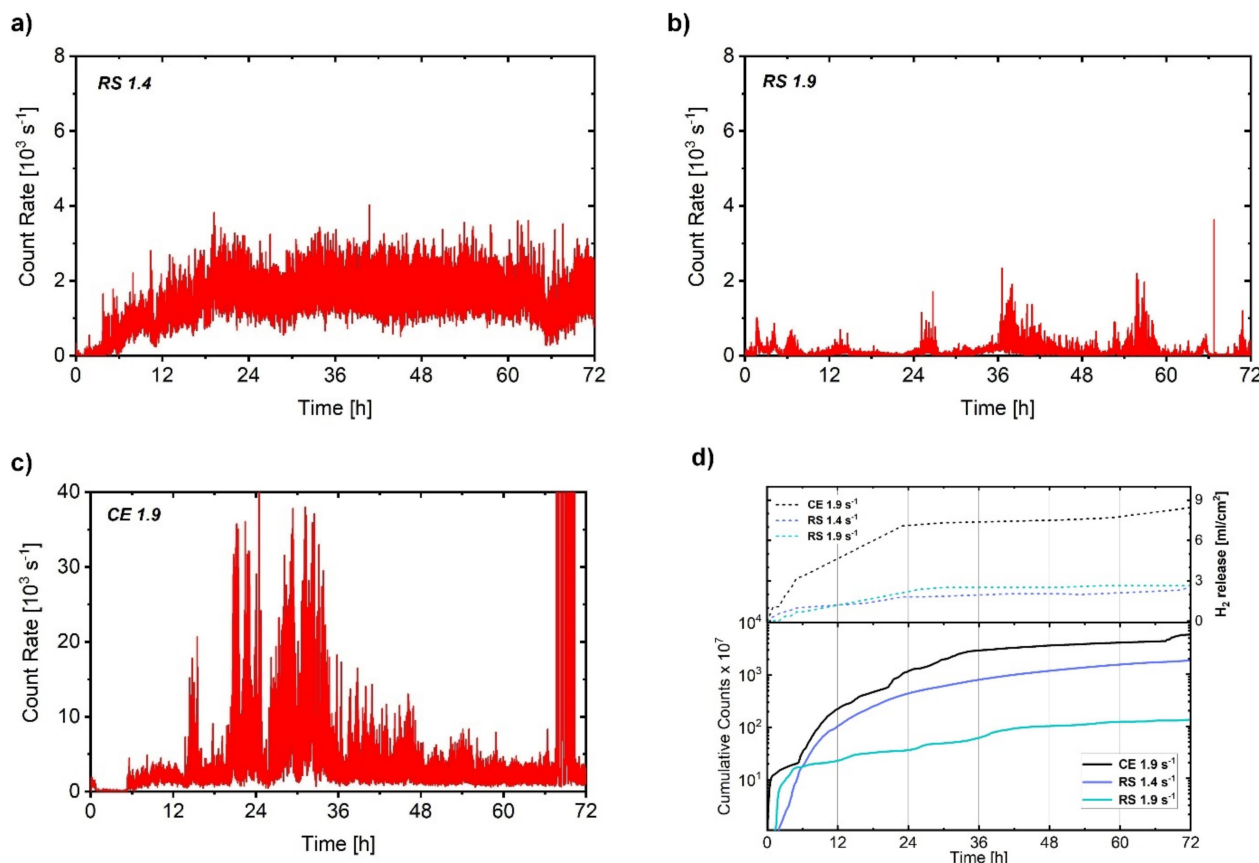 a)
RS 1.4
Count Rate [10³ s⁻¹]
8
6
4
2
0
0 12 24 36 48 60 72
Time [h]
b)
RS 1.9
Count Rate [10³ s⁻¹]
8
6
4
2
0
0 12 24 36 48 60 72
Time [h]
c)
CE 1.9
Count Rate [10³ s⁻¹]
40
30
20
10
0
0 12 24 36 48 60 72
Time [h]
d)
CE 1.9 s⁻¹
RS 1.4 s⁻¹
RS 1.9 s⁻¹
9
6
3
0
H₂ release [ml/cm²]
10⁴
10³
10²
10¹
Cumulative Counts x 10⁷
CE 1.9 s⁻¹
RS 1.4 s⁻¹
RS 1.9 s⁻¹
0 12 24 36 48 60 72
Time [h]